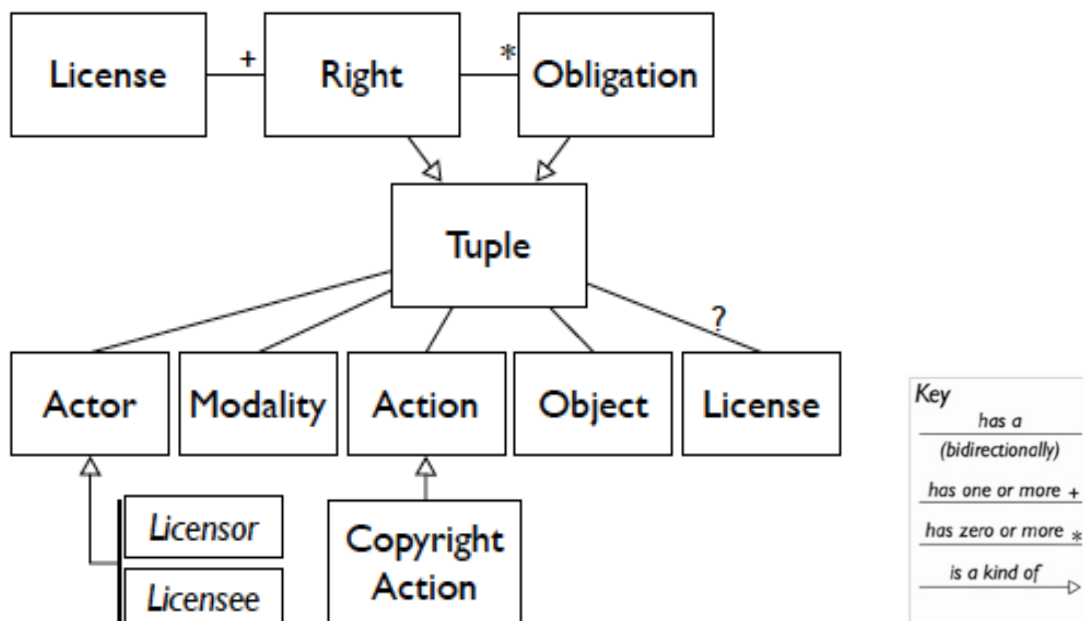 License
+
Right
*
Obligation
Tuple
?
Actor
Modality
Action
Object
License
Licensor
Licensee
Copyright
Action
Key
has a
(bidirectionally)
has one or more +
has zero or more *
is a kind of